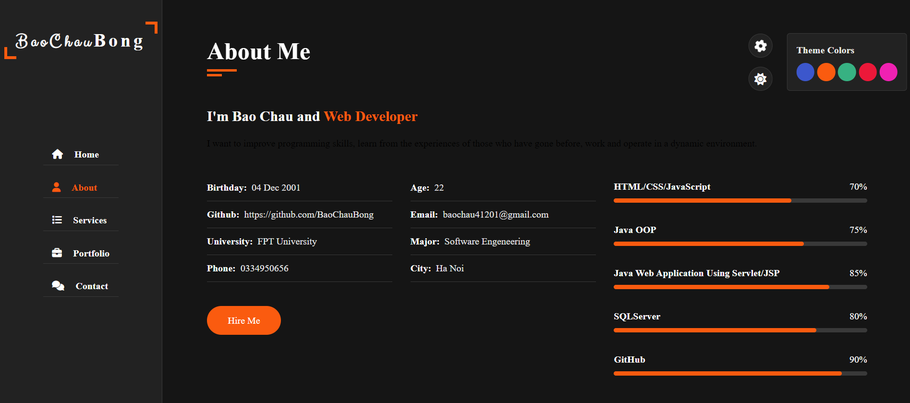 BaoChauBong
Home
About
Services
Portfolio
Contact
About Me
Theme Colors
I'm Bao Chau and Web Developer
I want to improve programming skills, learn from the experiences of those who have gone before, work and operate in a dynamic environment.
Birthday: 04 Dec 2001
Age: 22
Github: https://github.com/BaoChauBong
Email: baochau41201@gmail.com
University: FPT University
Major: Software Engeneering
Phone: 0334950656
City: Ha Noi
Hire Me
HTML/CSS/JavaScript 70%
Java OOP 75%
Java Web Application Using Servlet/JSP 85%
SQLServer 80%
GitHub 90%